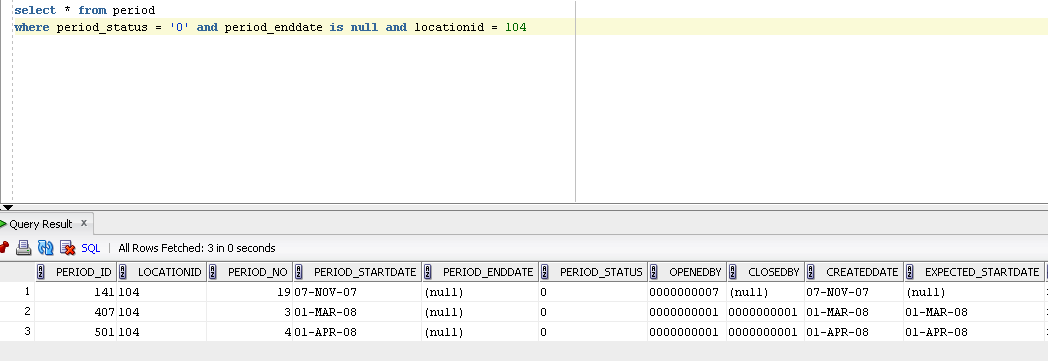 select * from period
where period_status = '0' and period_enddate is null and locationid = 104
Query Result x
SQL | All Rows Fetched: 3 in 0 seconds
PERIOD_ID LOCATIONID PERIOD_NO PERIOD_STARTDATE PERIOD_ENDDATE PERIOD_STATUS OPENEDBY CLOSEDBY CREATEDDATE EXPECTED_STARTDATE
1 141 104 19 07-NOV-07 (null) 0 0000000007 (null) 07-NOV-07 (null)
2 407 104 3 01-MAR-08 (null) 0 0000000001 0000000001 01-MAR-08 01-MAR-08
3 501 104 4 01-APR-08 (null) 0 0000000001 0000000001 01-APR-08 01-APR-08